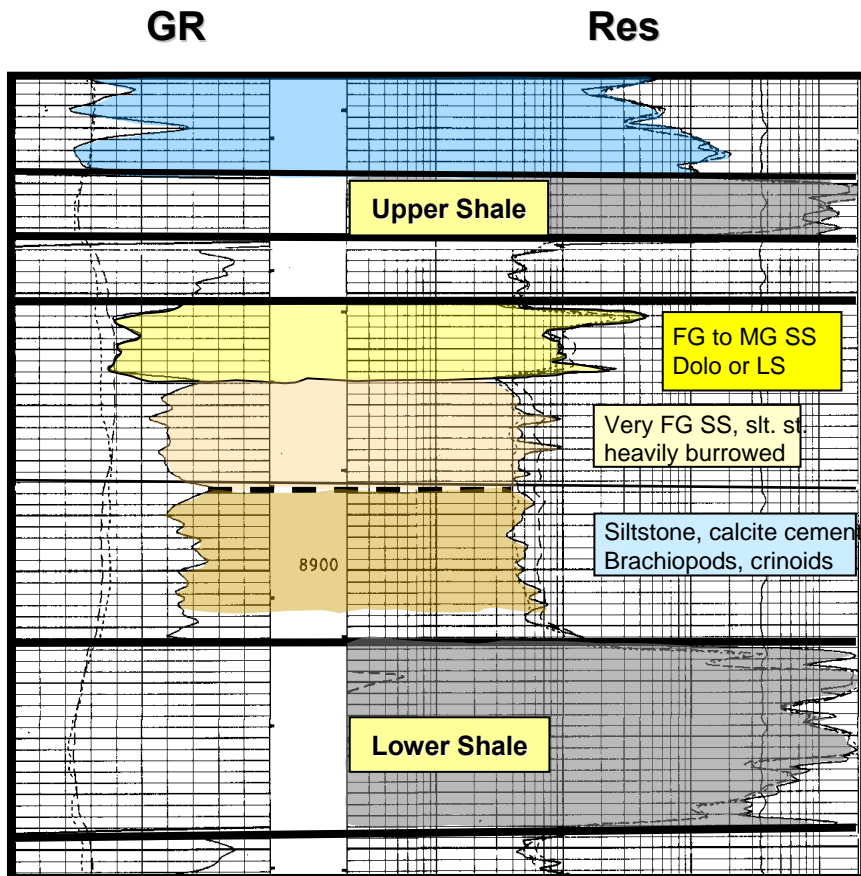 GR
Res
Upper Shale
FG to MG SS
Dolo or LS
Very FG SS, slt. st.
heavily burrowed
Siltstone, calcite cemen
Brachiopods, crinoids
8900
Lower Shale